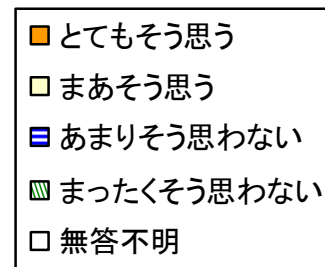 とてもそう思う
まあそう思う
あまりそう思わない
まったくそう思わない
無答不明